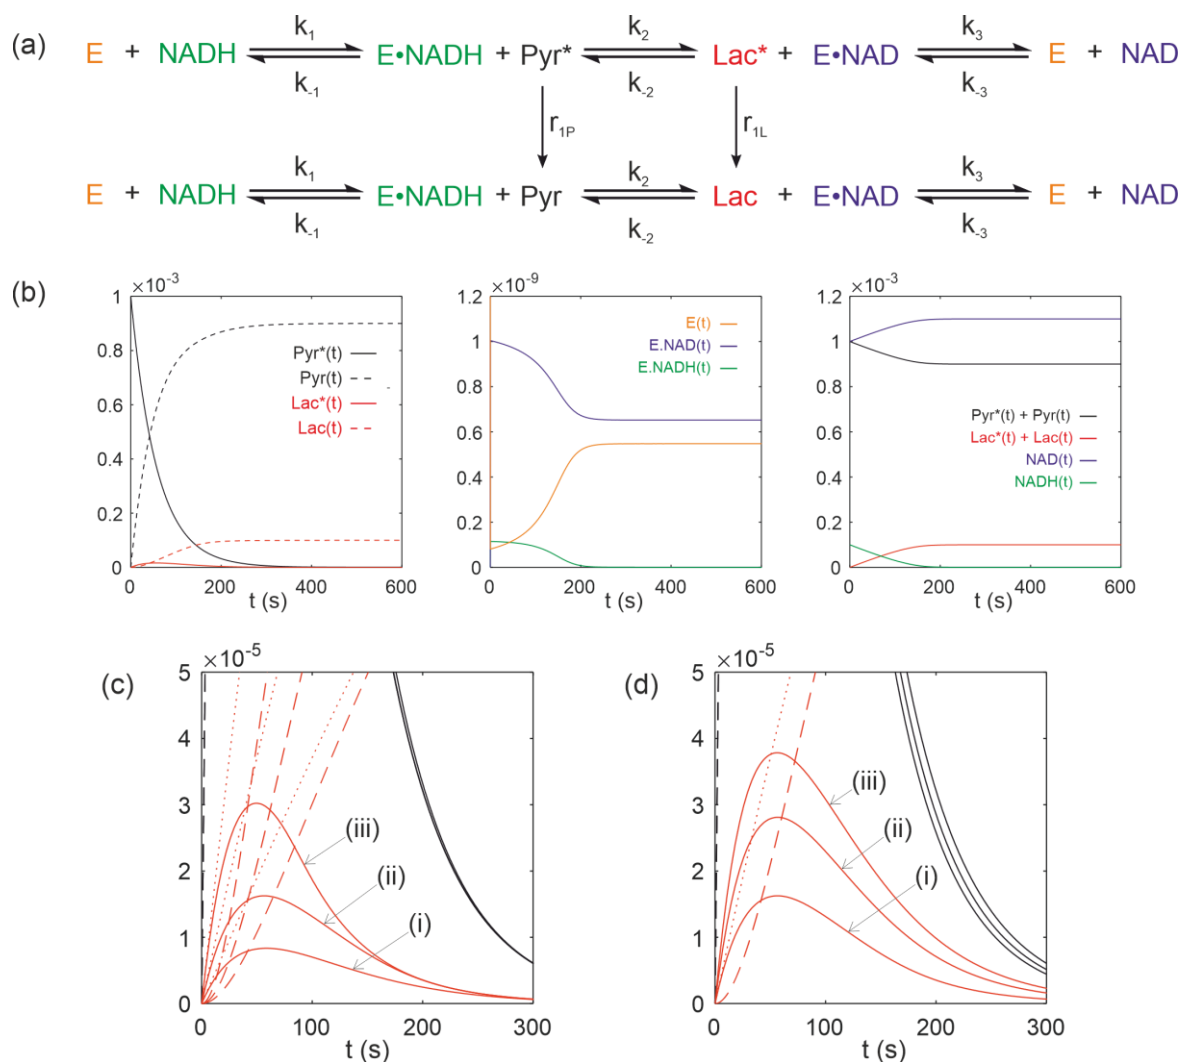 (a)
k₁ k₂ k₃
E + NADH E•NADH + Pyr* Lac* + E•NAD E + NAD
k₋₁ k₋₂ k₋₃
r₁P r₁L
k₁ k₂ k₃
E + NADH E•NADH + Pyr Lac + E•NAD E + NAD
k₋₁ k₋₂ k₋₃
(b)
×10⁻³
1
0.8
0.6
0.4
0.2
0
0 200 400 600
t (s)
Pyr*(t)
Pyr(t)
Lac*(t)
Lac(t)
×10⁻⁹
1.2
1
0.8
0.6
0.4
0.2
0
0 200 400 600
t (s)
E(t)
E.NAD(t)
E.NADH(t)
×10⁻³
1.2
1
0.8
0.6
0.4
0.2
0
0 200 400 600
t (s)
Pyr*(t) + Pyr(t)
Lac*(t) + Lac(t)
NAD(t)
NADH(t)
(c)
×10⁻⁵
5
4
3
2
1
0
0 100 200 300
t (s)
(iii)
(ii)
(i)
(d)
×10⁻⁵
5
4
3
2
1
0
0 100 200 300
t (s)
(iii)
(ii)
(i)